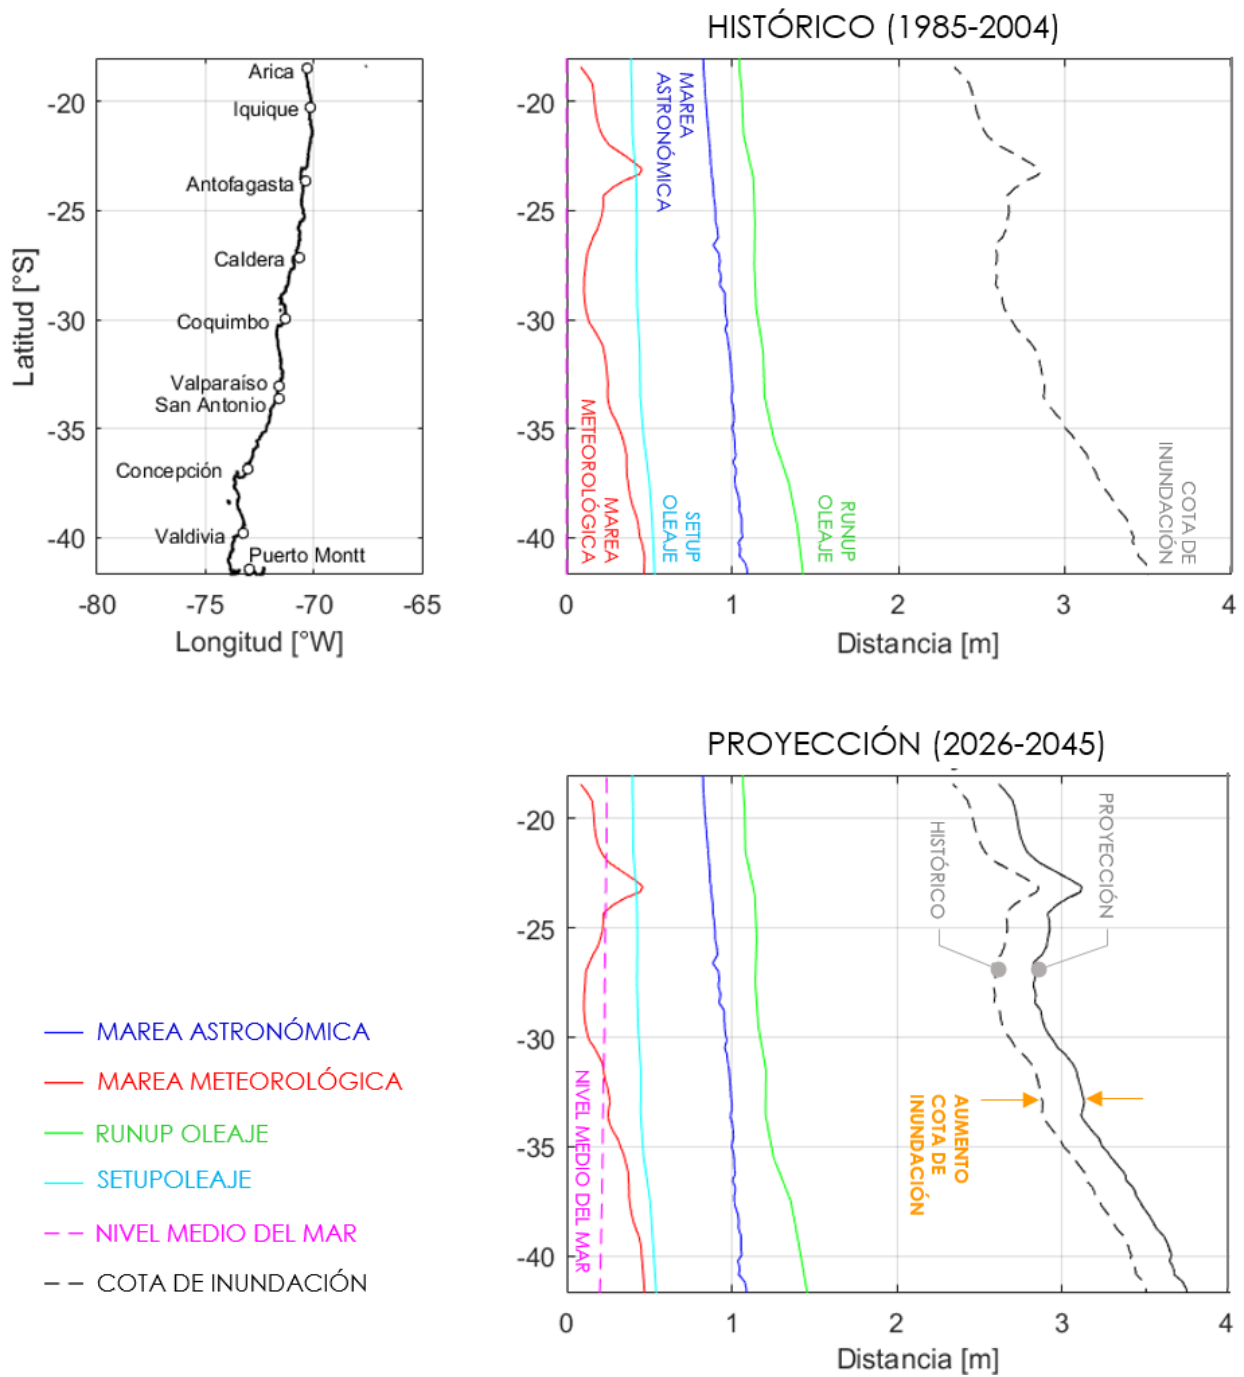 HISTÓRICO (1985-2004)
Arica
Iquique
Antofagasta
Caldera
Coquimbo
Valparaíso
San Antonio
Concepción
Valdivia
Puerto Montt
-20
-25
-30
-35
-40
-80
-75
-70
-65
Latitud [°S]
Longitud [°W]
-20
-25
-30
-35
-40
MAREA
ASTRONÓMICA
MAREA
METEOROLÓGICA
SETUP
OLEAJE
RUNUP
OLEAJE
COTA DE
INUNDACIÓN
0
1
2
3
4
Distancia [m]
PROYECCIÓN (2026-2045)
-20
-25
-30
-35
-40
HISTÓRICO
PROYECCIÓN
NIVEL MEDIO DEL MAR
AUMENTO
COTA DE
INUNDACIÓN
0
1
2
3
4
Distancia [m]
MAREA ASTRONÓMICA
MAREA METEOROLÓGICA
RUNUP OLEAJE
SETUPOLEAJE
NIVEL MEDIO DEL MAR
COTA DE INUNDACIÓN